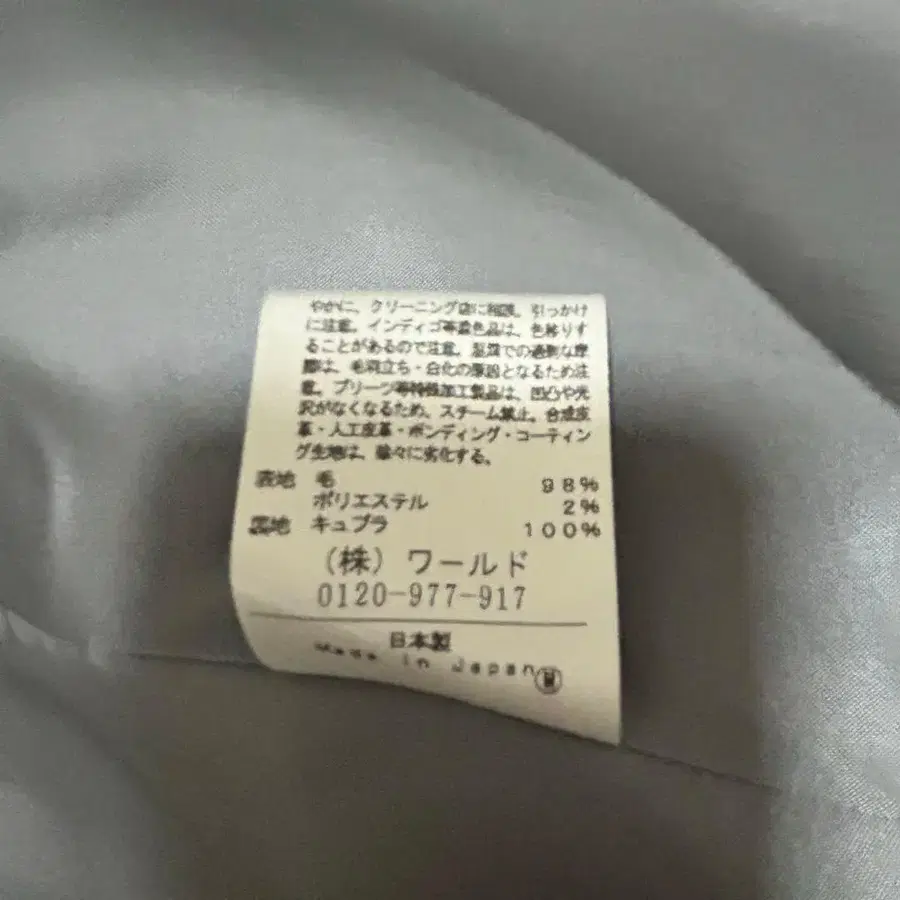 やかに、クリーニング店に相談。引っかけ
に注意。インディゴ等濃色品は、色移りす
ることがあるので注意。湿潤での過剰な摩
擦は、毛羽立ち・白化の原因となるため注
意。プリーツ等特殊加工製品は、凹凸や光
沢がなくなるため、スチーム禁止。合成皮
革・人工皮革・ボンディング・コーティン
グ生地は、徐々に劣化する。
表地 毛 98%
ポリエステル 2%
裏地 キュプラ 100%
(株) ワールド
0120-977-917
日本製
Made in Japan